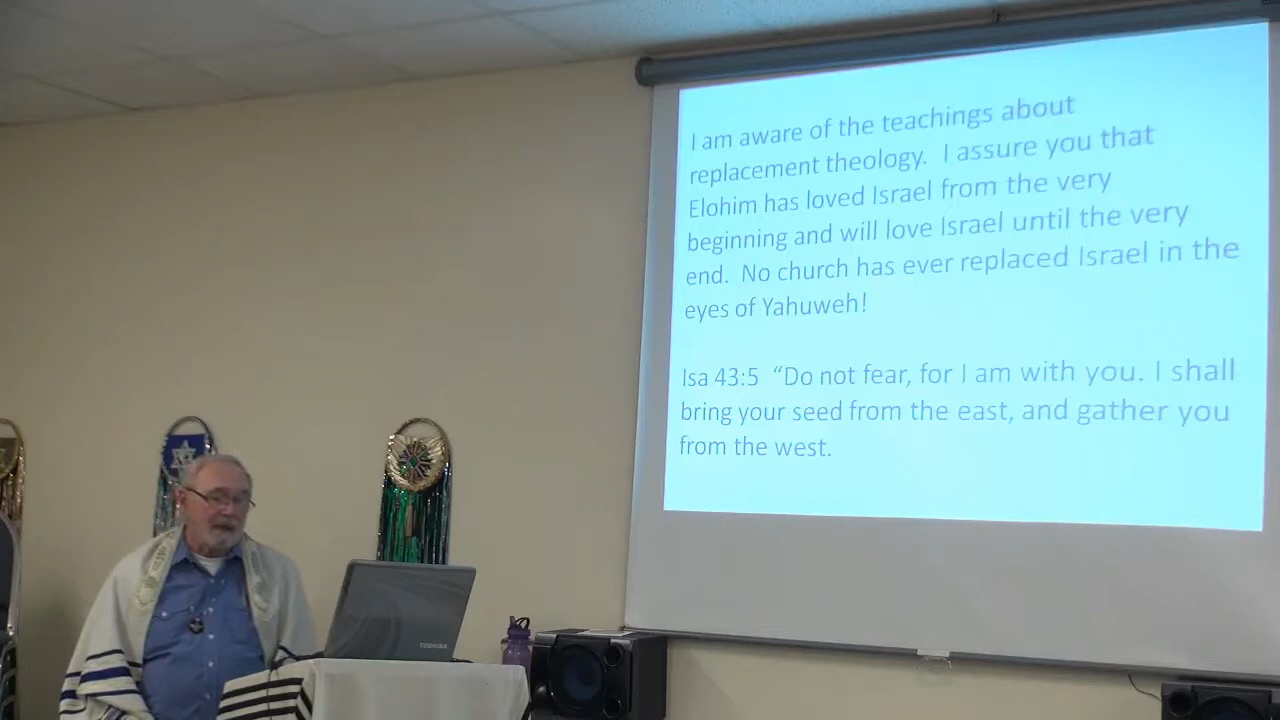 I am aware of the teachings about
replacement theology. I assure you that
Elohim has loved Israel from the very
beginning and will love Israel until the very
end. No church has ever replaced Israel in the
eyes of Yahuweh!
Isa 43:5 “Do not fear, for I am with you. I shall
bring your seed from the east, and gather you
from the west.
TOSHIBA